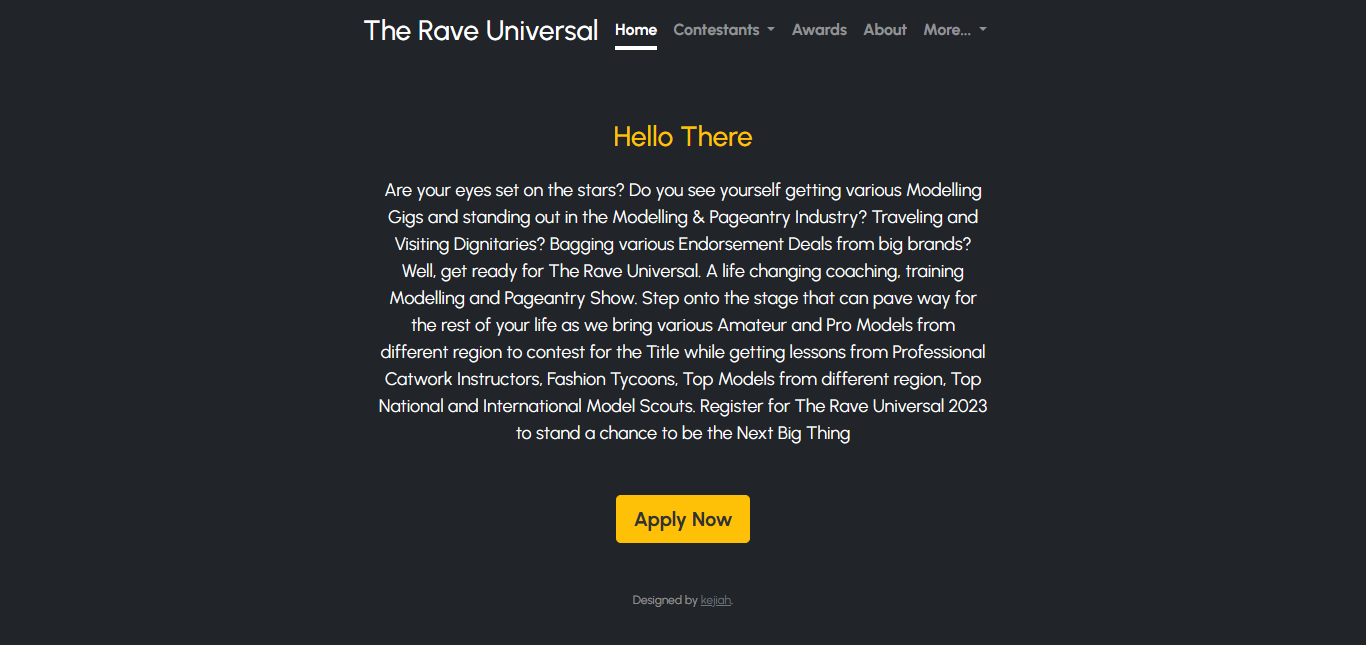 The Rave Universal Home Contestants Awards About More...
Hello There
Are your eyes set on the stars? Do you see yourself getting various Modelling
Gigs and standing out in the Modelling & Pageantry Industry? Traveling and
Visiting Dignitaries? Bagging various Endorsement Deals from big brands?
Well, get ready for The Rave Universal. A life changing coaching, training
Modelling and Pageantry Show. Step onto the stage that can pave way for
the rest of your life as we bring various Amateur and Pro Models from
different region to contest for the Title while getting lessons from Professional
Catwork Instructors, Fashion Tycoons, Top Models from different region, Top
National and International Model Scouts. Register for The Rave Universal 2023
to stand a chance to be the Next Big Thing
Apply Now
Designed by kejiah.